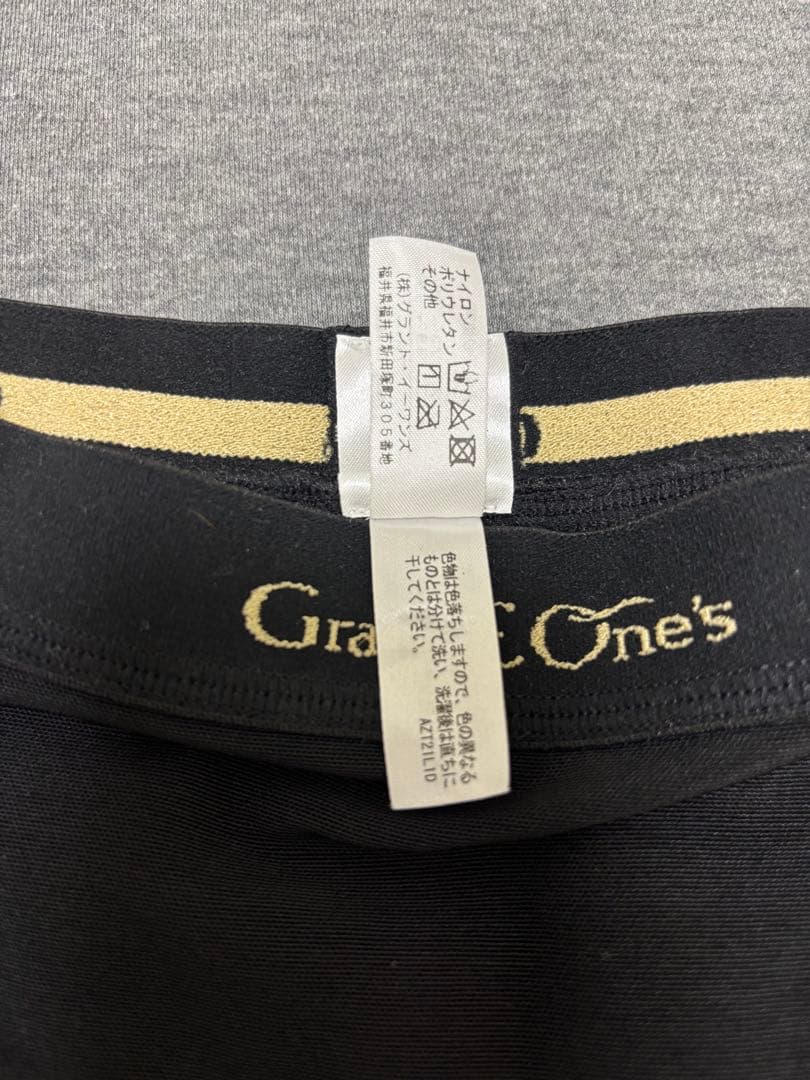 ナイロン
ポリウレタン
その他
(株)グラント・イーワンズ
福井県福井市新田塚町305番地
Gra
E One's
色物は色落ちしますので、色の異なる
ものとは分けて洗い、洗濯後は直ちに
干してください。
AZT21L1D